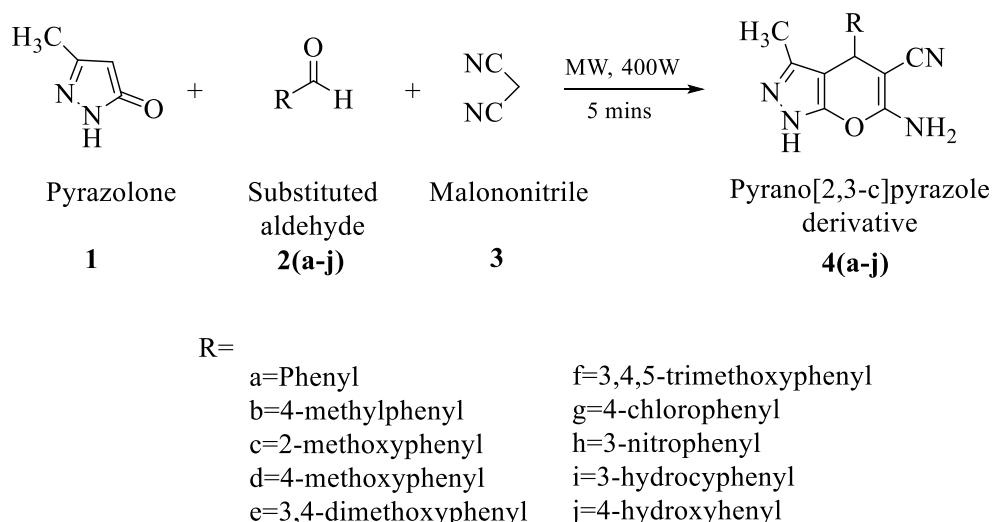 H₃C
N
N
H
O
+
O
R
H
+
NC
NC
MW, 400W
5 mins
H₃C
R
CN
N
N
H
O
NH₂
Pyrazolone
Substituted
aldehyde
Malononitrile
Pyrano[2,3-c]pyrazole
derivative
1
2(a-j)
3
4(a-j)
R=
a=Phenyl
b=4-methylphenyl
c=2-methoxyphenyl
d=4-methoxyphenyl
e=3,4-dimethoxyphenyl
f=3,4,5-trimethoxyphenyl
g=4-chlorophenyl
h=3-nitrophenyl
i=3-hydrocyphenyl
j=4-hydroxyhenyl